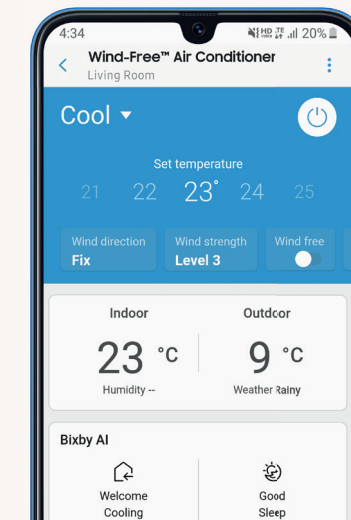 4:34
HD
VoLTE
20%
Wind-Free™ Air Conditioner
Living Room
Cool
Set temperature
21 22 23° 24 25
Wind direction Wind strength Wind free
Fix Level 3
Indoor Outdoor
23 °C 9 °C
Humidity -- Weather Rainy
Bixby AI
Welcome Good
Cooling Sleep